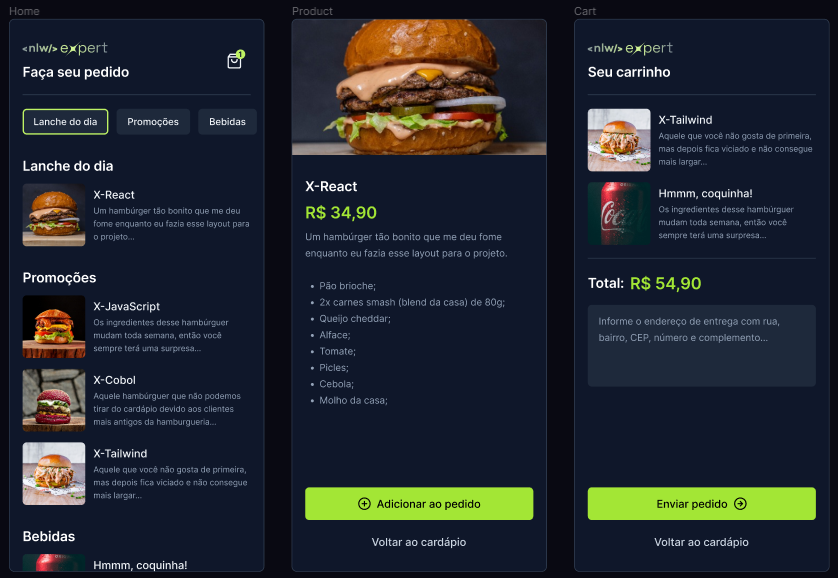 Home
<nlw/> expert
Faça seu pedido
1
Lanche do dia
Promoções
Bebidas
Lanche do dia
X-React
Um hambúrger tão bonito que me deu
fome enquanto eu fazia esse layout para
o projeto...
Promoções
X-JavaScript
Os ingredientes desse hambúrguer
mudam toda semana, então você
sempre terá uma surpresa...
X-Cobol
Aquele hambúrguer que não podemos
tirar do cardápio devido aos clientes
mais antigos da hamburgueria...
X-Tailwind
Aquele que você não gosta de primeira,
mas depois fica viciado e não consegue
mais largar...
Bebidas
Hmmm, coquinha!
Product
X-React
R$ 34,90
Um hambúrger tão bonito que me deu fome
enquanto eu fazia esse layout para o projeto.
• Pão brioche;
• 2x carnes smash (blend da casa) de 80g;
• Queijo cheddar;
• Alface;
• Tomate;
• Picles;
• Cebola;
• Molho da casa;
Adicionar ao pedido
Voltar ao cardápio
Cart
<nlw/> expert
Seu carrinho
X-Tailwind
Aquele que você não gosta de primeira,
mas depois fica viciado e não consegue
mais largar...
Coca
Hmmm, coquinha!
Os ingredientes desse hambúrguer
mudam toda semana, então você
sempre terá uma surpresa...
Total: R$ 54,90
Informe o endereço de entrega com rua,
bairro, CEP, número e complemento...
Enviar pedido
Voltar ao cardápio